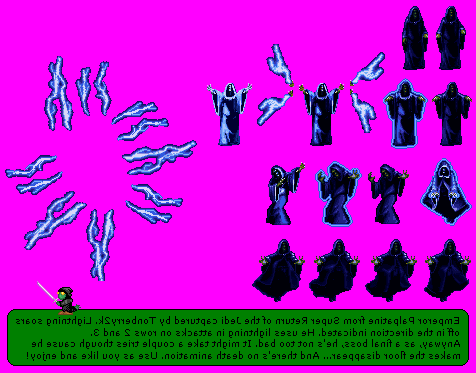 Emperor Palpatine from Super Return of the Jedi captured by Tonberry2k. Lightning soars
off in the direction indicated. He uses lightning in attacks on rows 2 and 3.
Anyway, as a final boss, he's not too bad. It might take a couple tries though cause he
makes the floor disappear... And there's no death animation. Use as you like and enjoy!